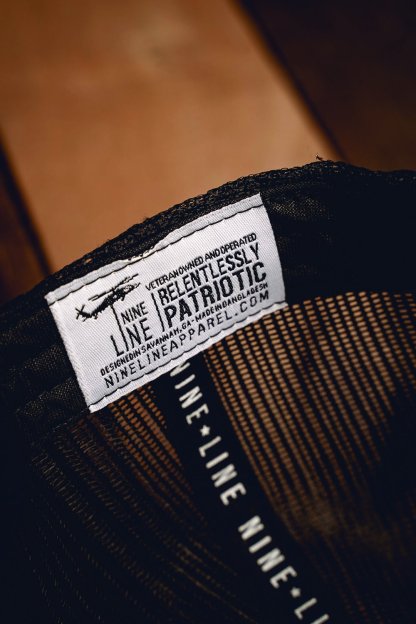 VETERAN OWNED AND OPERATED
NINE
LINE
RELENTLESSLY
PATRIOTIC
DESIGNED IN SAVANNAH, GA - MADE IN BANGLADESH
NINELINEAPPAREL.COM
NINE★LINE NINE★LINE